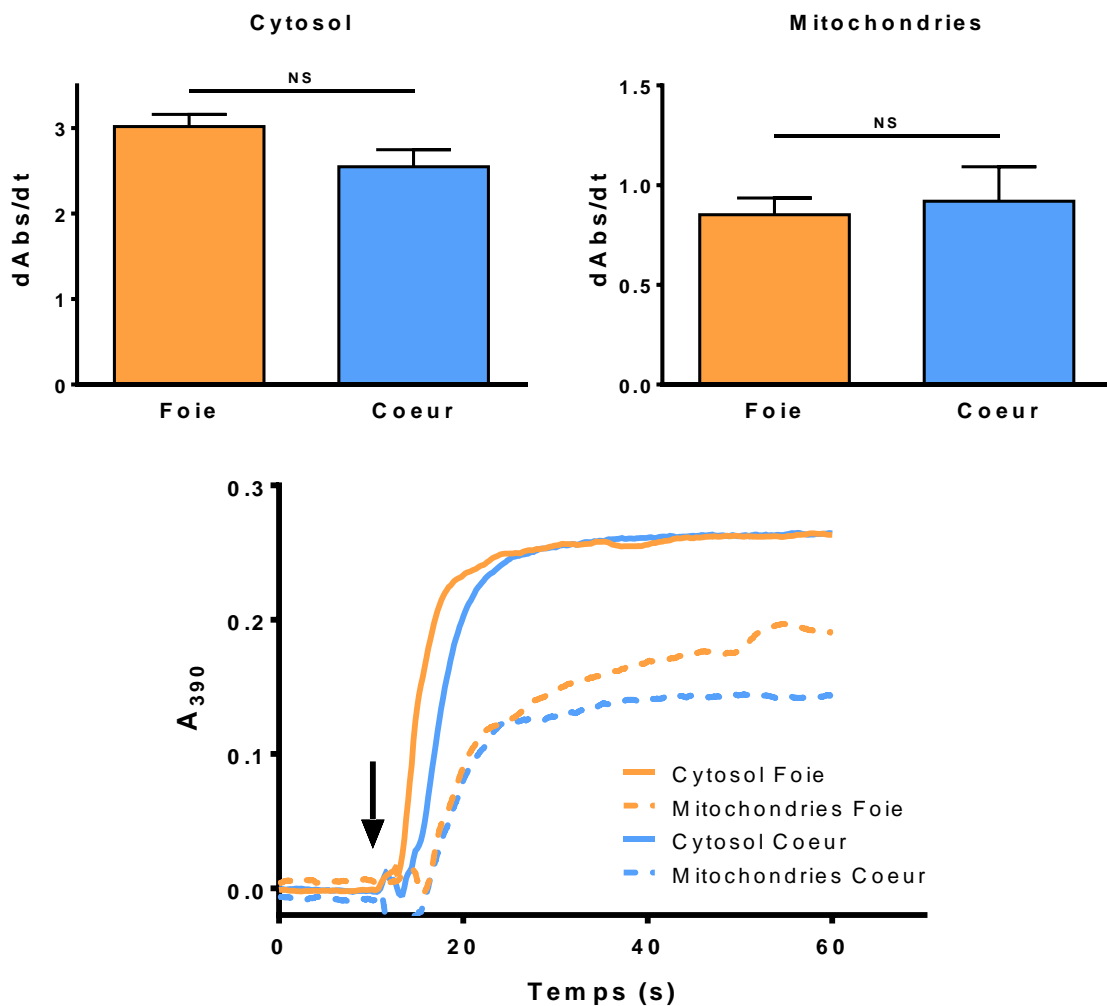 Cytosol
NS
3
2
1
0
dAbs/dt
Foie
Coeur
Mitochondries
NS
1.5
1.0
0.5
0.0
dAbs/dt
Foie
Coeur
0.3
0.2
0.1
0.0
A390
Cytosol Foie
Mitochondries Foie
Cytosol Coeur
Mitochondries Coeur
0
20
40
60
Temps (s)